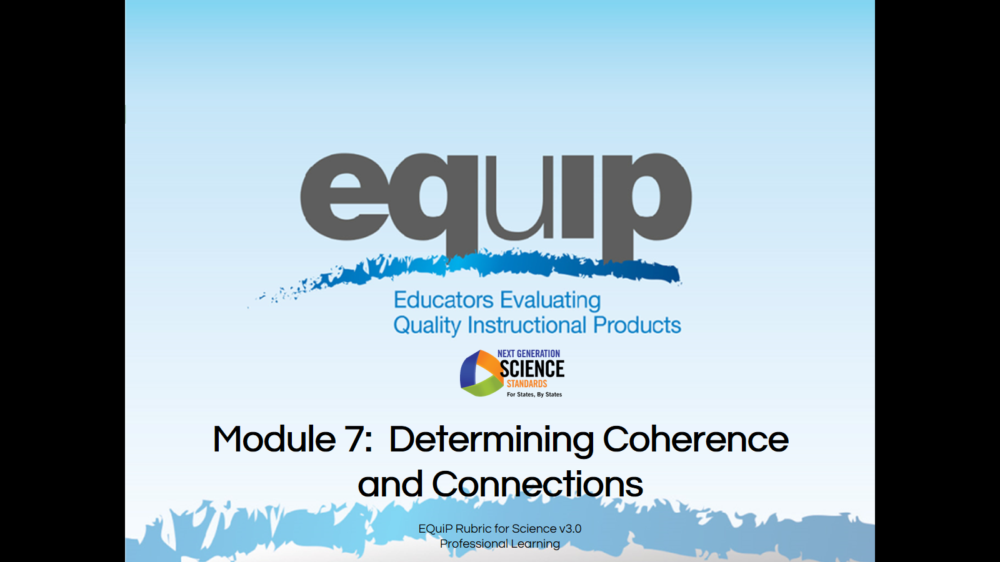 equip
Educators Evaluating
Quality Instructional Products
NEXT GENERATION
SCIENCE
STANDARDS
For States, By States
Module 7:  Determining Coherence
and Connections
EQuiP Rubric for Science v3.0
Professional Learning